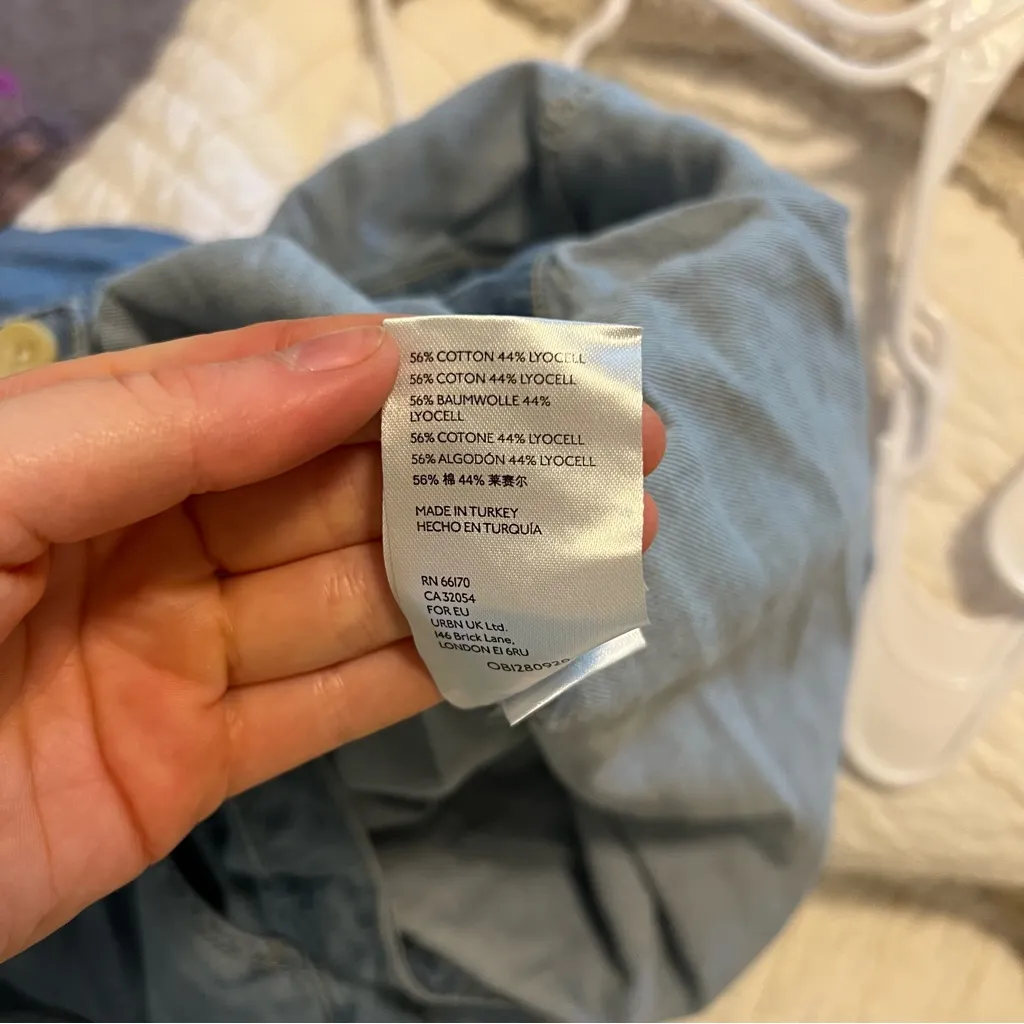 56% COTTON 44% LYOCELL
56% COTON 44% LYOCELL
56% BAUMWOLLE 44%
LYOCELL
56% COTONE 44% LYOCELL
56% ALGODÓN 44% LYOCELL
56% 棉 44% 莱赛尔
MADE IN TURKEY
HECHO EN TURQUÍA
RN 66170
CA 32054
FOR EU
URBN UK Ltd.
146 Brick Lane,
LONDON E1 6RU